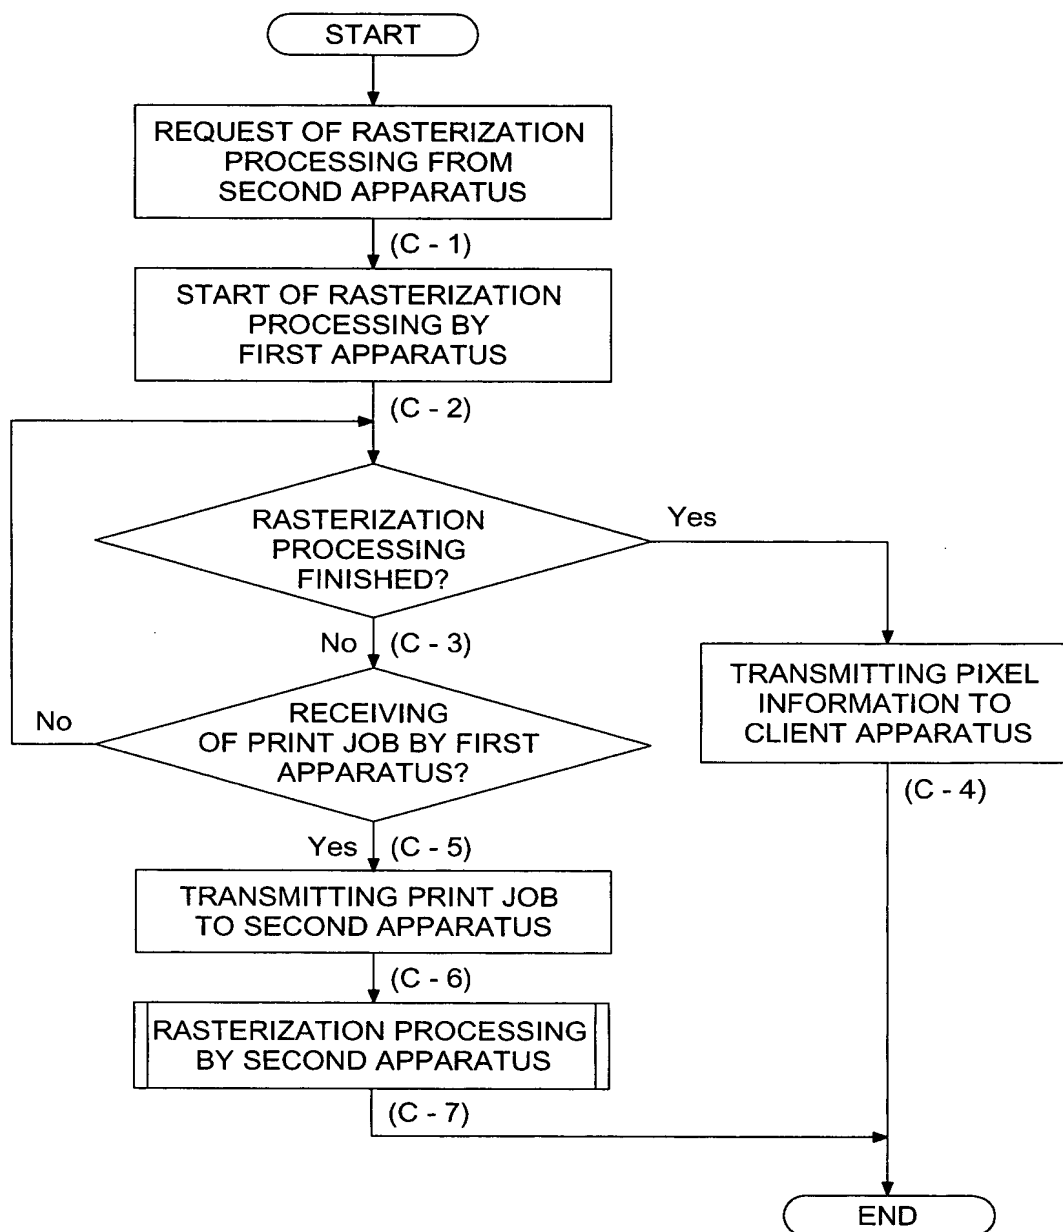 START
REQUEST OF RASTERIZATION
PROCESSING FROM
SECOND APPARATUS
(C - 1)
START OF RASTERIZATION
PROCESSING BY
FIRST APPARATUS
(C - 2)
RASTERIZATION
PROCESSING
FINISHED?
Yes
No
(C - 3)
TRANSMITTING PIXEL
INFORMATION TO
CLIENT APPARATUS
(C - 4)
RECEIVING
OF PRINT JOB BY FIRST
APPARATUS?
No
Yes
(C - 5)
TRANSMITTING PRINT JOB
TO SECOND APPARATUS
(C - 6)
RASTERIZATION PROCESSING
BY SECOND APPARATUS
(C - 7)
END